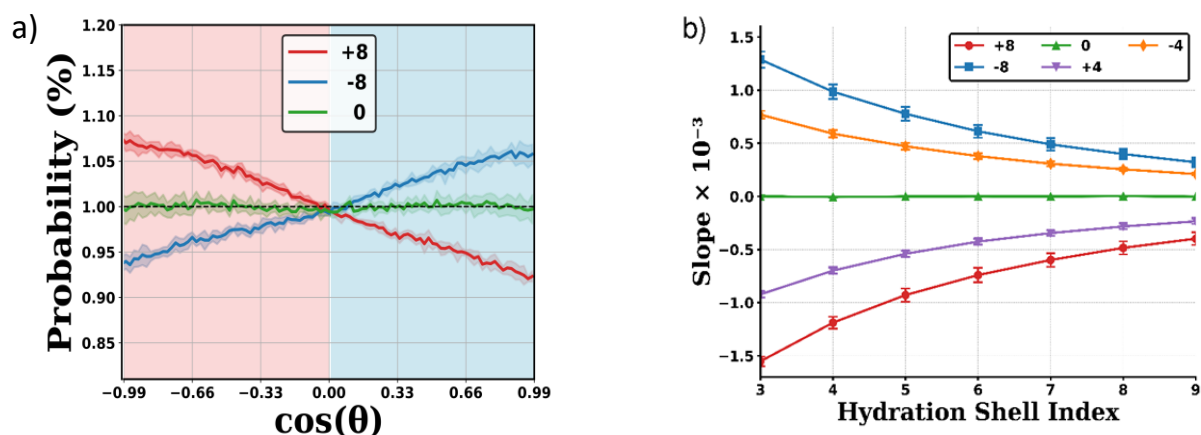 a)
1.20
1.15
1.10
1.05
1.00
0.95
0.90
0.85
Probability (%)
+8
-8
0
-0.99 -0.66 -0.33 0.00 0.33 0.66 0.99
cos(θ)
b)
1.5
1.0
0.5
0.0
−0.5
−1.0
−1.5
Slope × 10⁻³
+8 0 -4
-8 +4
3 4 5 6 7 8 9
Hydration Shell Index